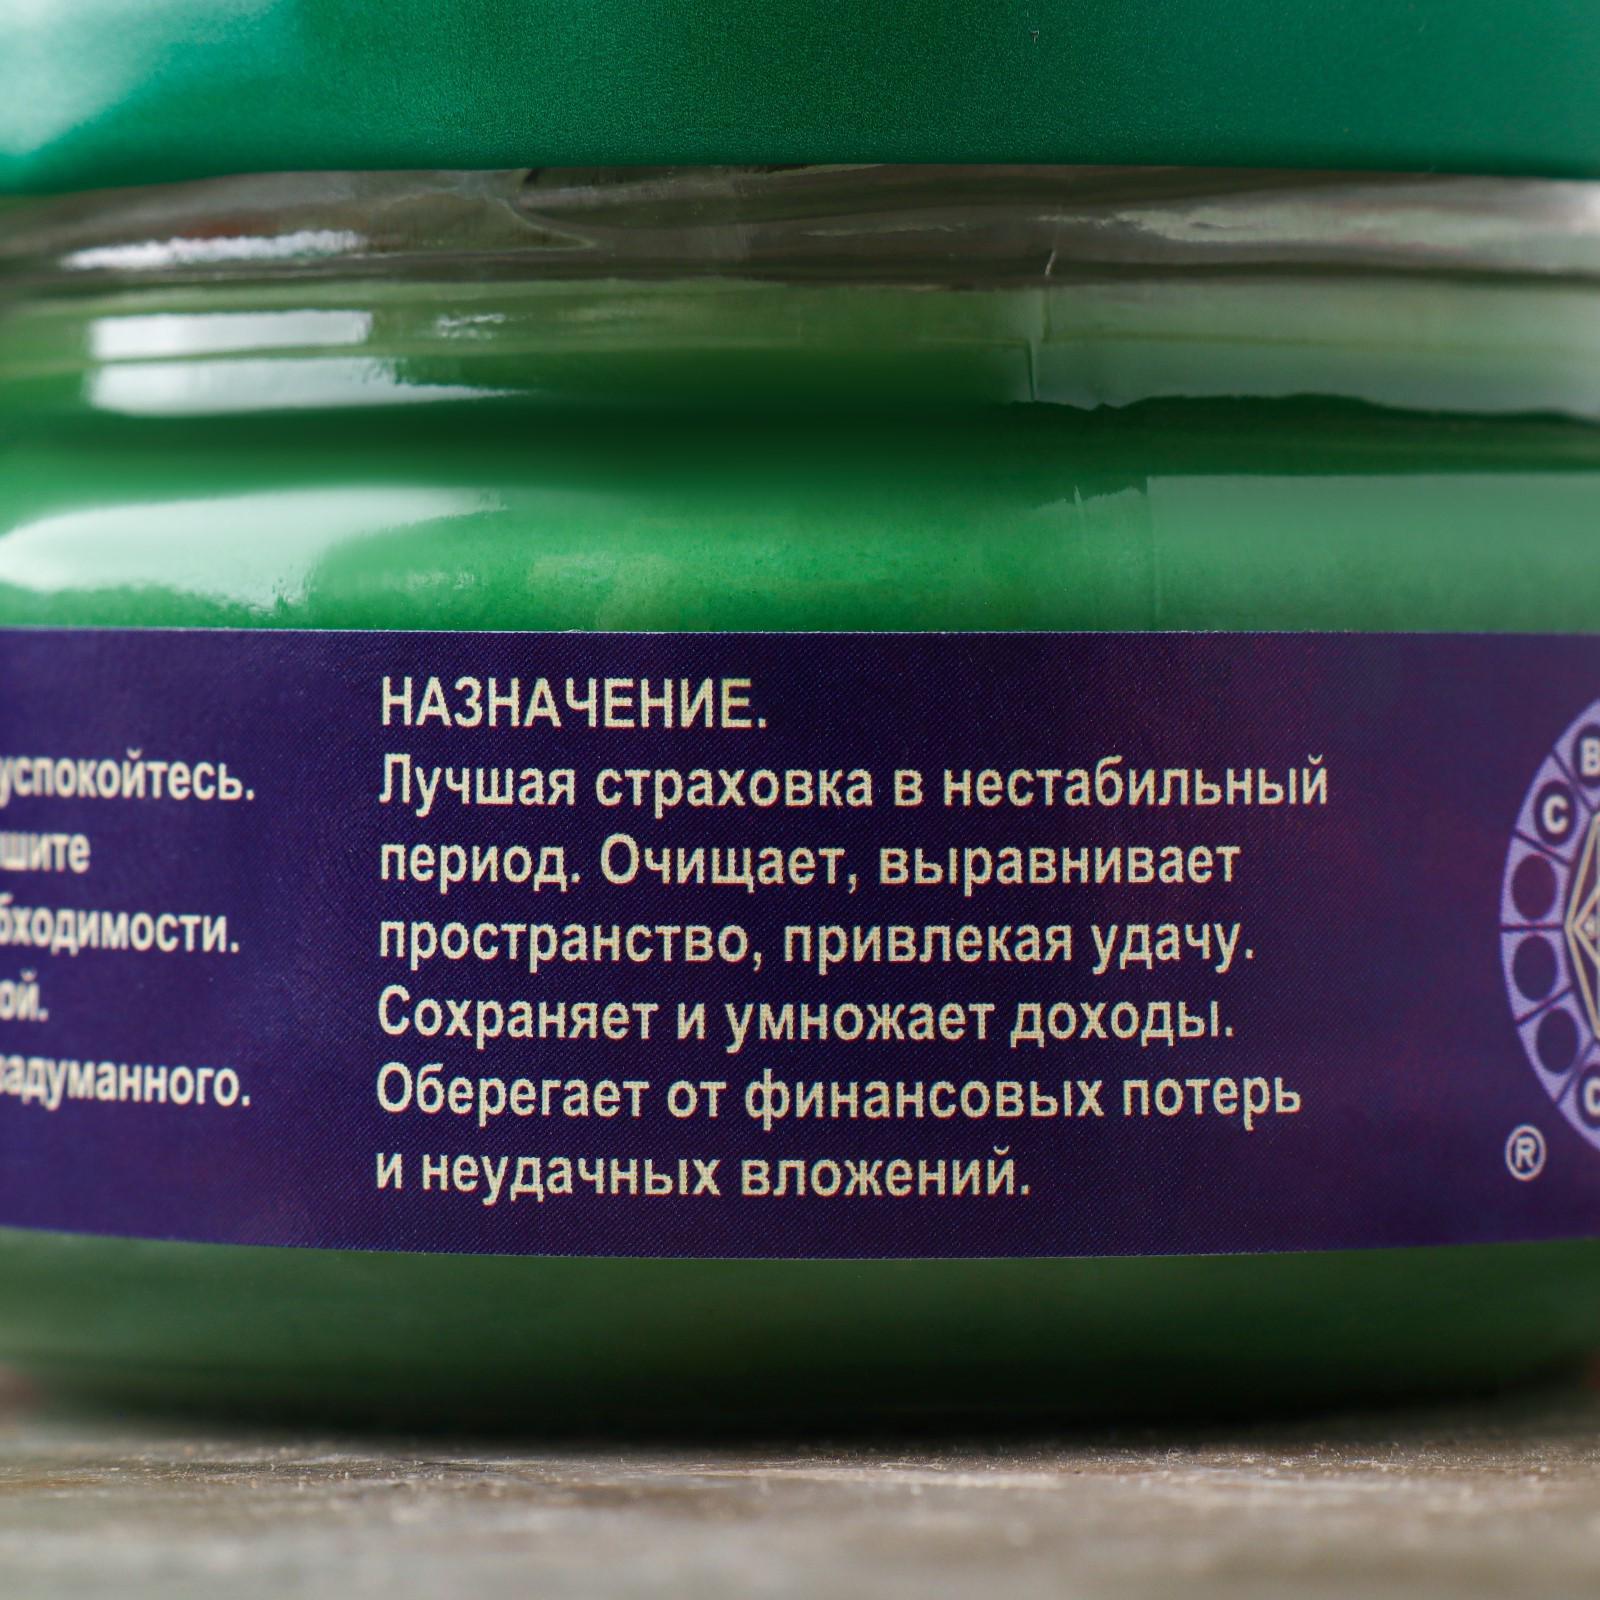 успокойтесь.
задуманного.
НАЗНАЧЕНИЕ.
Лучшая страховка в нестабильный
период. Очищает, выравнивает
пространство, привлекая удачу.
Сохраняет и умножает доходы.
Оберегает от финансовых потерь
и неудачных вложений.
В
С
С
®